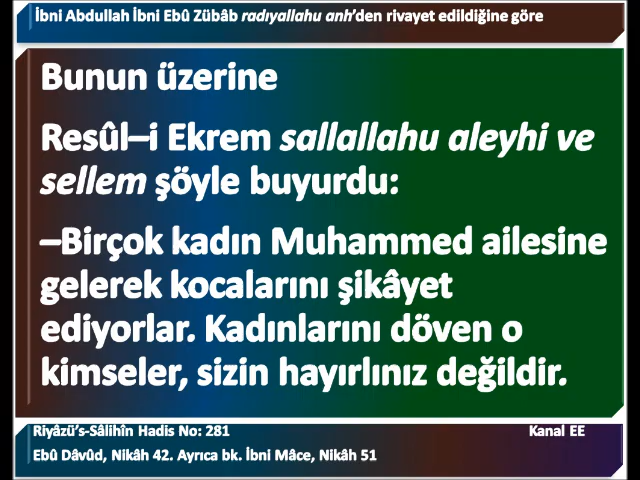 İbni Abdullah İbni Ebû Zübâb radıyallahu anh'den rivayet edildiğine göre
Bunun üzerine
Resûl–i Ekrem sallallahu aleyhi ve
sellem şöyle buyurdu:
–Birçok kadın Muhammed ailesine
gelerek kocalarını şikâyet
ediyorlar. Kadınlarını döven o
kimseler, sizin hayırlınız değildir.
Riyâzü's-Sâlihîn Hadis No: 281 Kanal EE
Ebû Dâvûd, Nikâh 42. Ayrıca bk. İbni Mâce, Nikâh 51